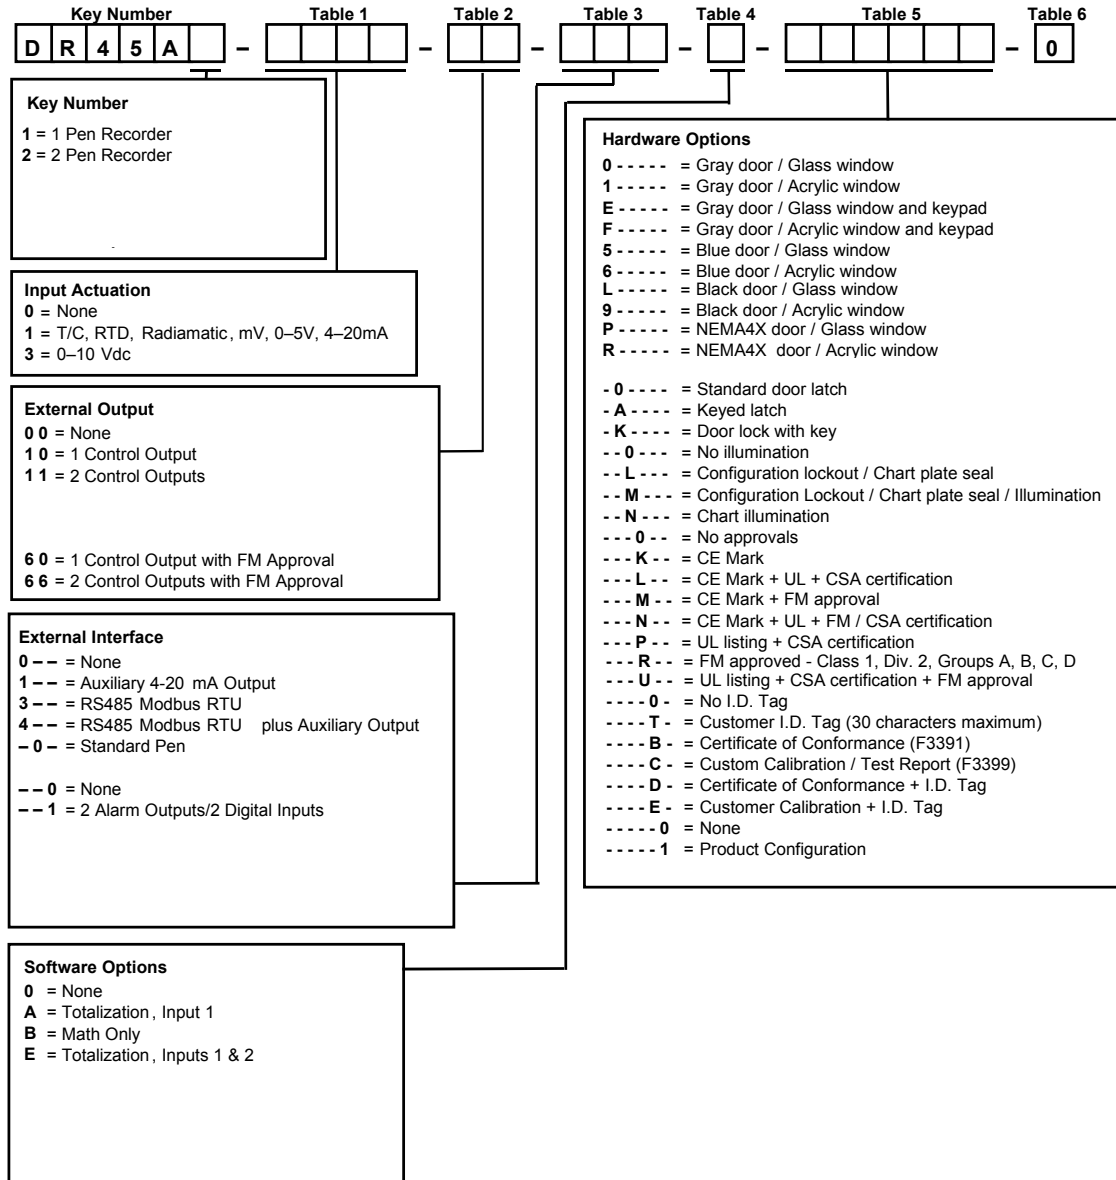 Key Number Table 1 Table 2 Table 3 Table 4 Table 5 Table 6
D R 4 5 A – – – – – – 0
Key Number
1 = 1 Pen Recorder
2 = 2 Pen Recorder
Input Actuation
0 = None
1 = T/C, RTD, Radiamatic, mV, 0–5V, 4–20mA
3 = 0–10 Vdc
External Output
0 0 = None
1 0 = 1 Control Output
1 1 = 2 Control Outputs
6 0 = 1 Control Output with FM Approval
6 6 = 2 Control Outputs with FM Approval
External Interface
0 – – = None
1 – – = Auxiliary 4-20 mA Output
3 – – = RS485 Modbus RTU
4 – – = RS485 Modbus RTU plus Auxiliary Output
– 0 – = Standard Pen
– – 0 = None
– – 1 = 2 Alarm Outputs/2 Digital Inputs
Software Options
0 = None
A = Totalization, Input 1
B = Math Only
E = Totalization, Inputs 1 & 2
Hardware Options
0 - - - - - = Gray door / Glass window
1 - - - - - = Gray door / Acrylic window
E - - - - - = Gray door / Glass window and keypad
F - - - - - = Gray door / Acrylic window and keypad
5 - - - - - = Blue door / Glass window
6 - - - - - = Blue door / Acrylic window
L - - - - - = Black door / Glass window
9 - - - - - = Black door / Acrylic window
P - - - - - = NEMA4X door / Glass window
R - - - - - = NEMA4X door / Acrylic window
- 0 - - - - = Standard door latch
- A - - - - = Keyed latch
- K - - - - = Door lock with key
- - 0 - - - = No illumination
- - L - - - = Configuration lockout / Chart plate seal
- - M - - - = Configuration Lockout / Chart plate seal / Illumination
- - N - - - = Chart illumination
- - - 0 - - = No approvals
- - - K - - = CE Mark
- - - L - - = CE Mark + UL + CSA certification
- - - M - - = CE Mark + FM approval
- - - N - - = CE Mark + UL + FM / CSA certification
- - - P - - = UL listing + CSA certification
- - - R - - = FM approved - Class 1, Div. 2, Groups A, B, C, D
- - - U - - = UL listing + CSA certification + FM approval
- - - - 0 - = No I.D. Tag
- - - - T - = Customer I.D. Tag (30 characters maximum)
- - - - B - = Certificate of Conformance (F3391)
- - - - C - = Custom Calibration / Test Report (F3399)
- - - - D - = Certificate of Conformance + I.D. Tag
- - - - E - = Customer Calibration + I.D. Tag
- - - - - 0 = None
- - - - - 1 = Product Configuration